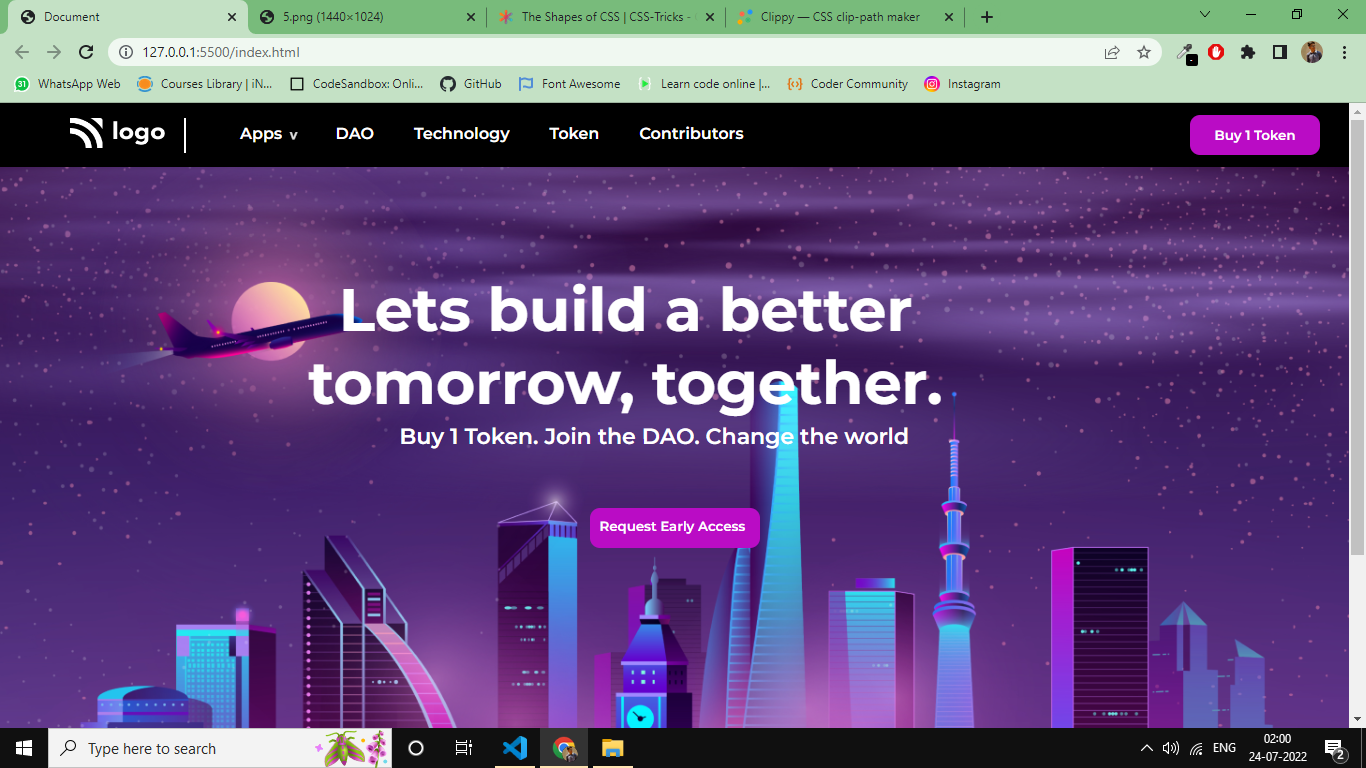 Document
5.png (1440×1024)
The Shapes of CSS | CSS-Tricks -
Clippy — CSS clip-path maker
127.0.0.1:5500/index.html
31
WhatsApp Web
Courses Library | iN...
CodeSandbox: Onli...
GitHub
Font Awesome
Learn code online |...
Coder Community
Instagram
logo
Apps v
DAO
Technology
Token
Contributors
Buy 1 Token
Lets build a better
tomorrow, together.
Buy 1 Token. Join the DAO. Change the world
Request Early Access
Type here to search
ENG
02:00
24-07-2022
2